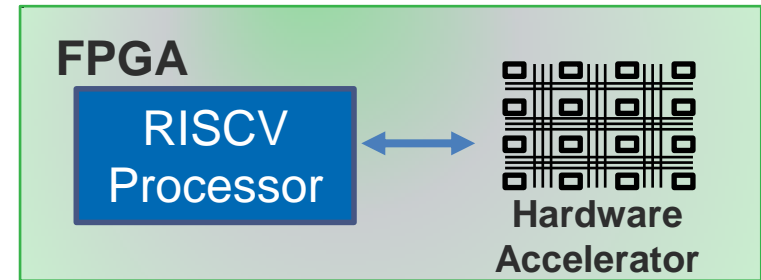 FPGA
RISCV
Processor
Hardware
Accelerator